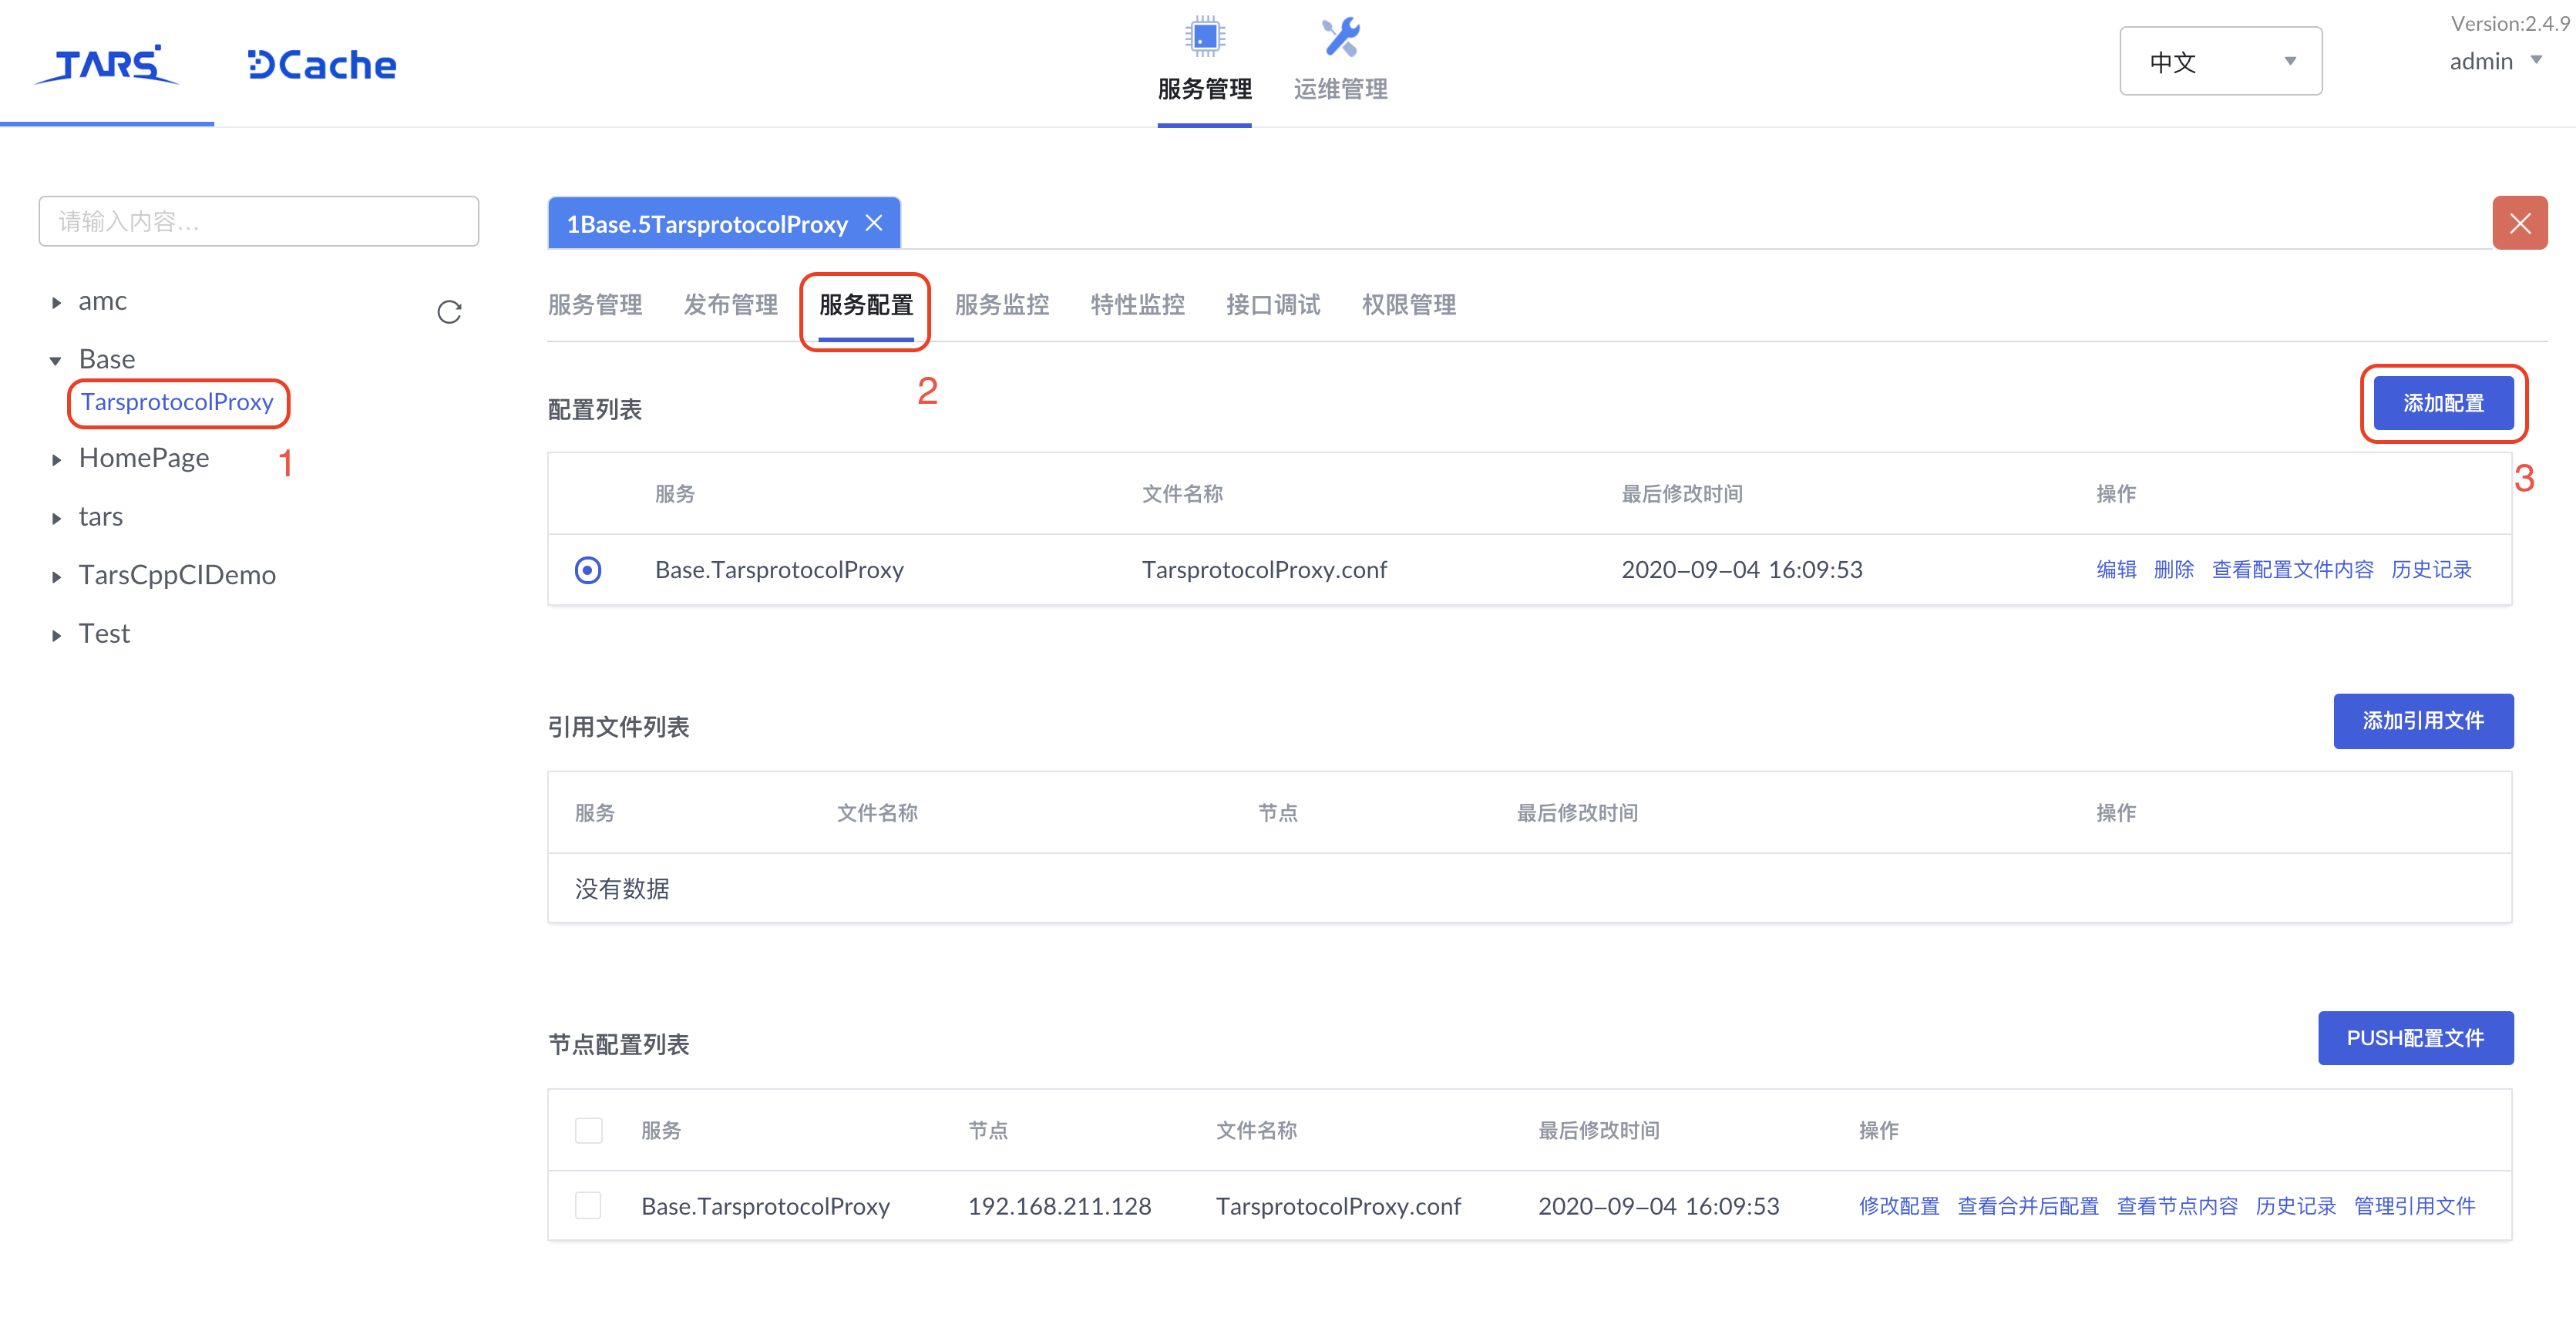 TARS
DCache
服务管理
运维管理
中文
Version:2.4.9
admin
请输入内容...
amc
Base
TarsprotocolProxy
1
HomePage
tars
TarsCppCIDemo
Test
1Base.5TarsprotocolProxy
服务管理 发布管理 服务配置 服务监控 特性监控 接口调试 权限管理
2
配置列表
添加配置
3
服务 文件名称 最后修改时间 操作
Base.TarsprotocolProxy TarsprotocolProxy.conf 2020-09-04 16:09:53 编辑 删除 查看配置文件内容 历史记录
引用文件列表
添加引用文件
服务 文件名称 节点 最后修改时间 操作
没有数据
节点配置列表
PUSH配置文件
服务 节点 文件名称 最后修改时间 操作
Base.TarsprotocolProxy 192.168.211.128 TarsprotocolProxy.conf 2020-09-04 16:09:53 修改配置 查看合并后配置 查看节点内容 历史记录 管理引用文件